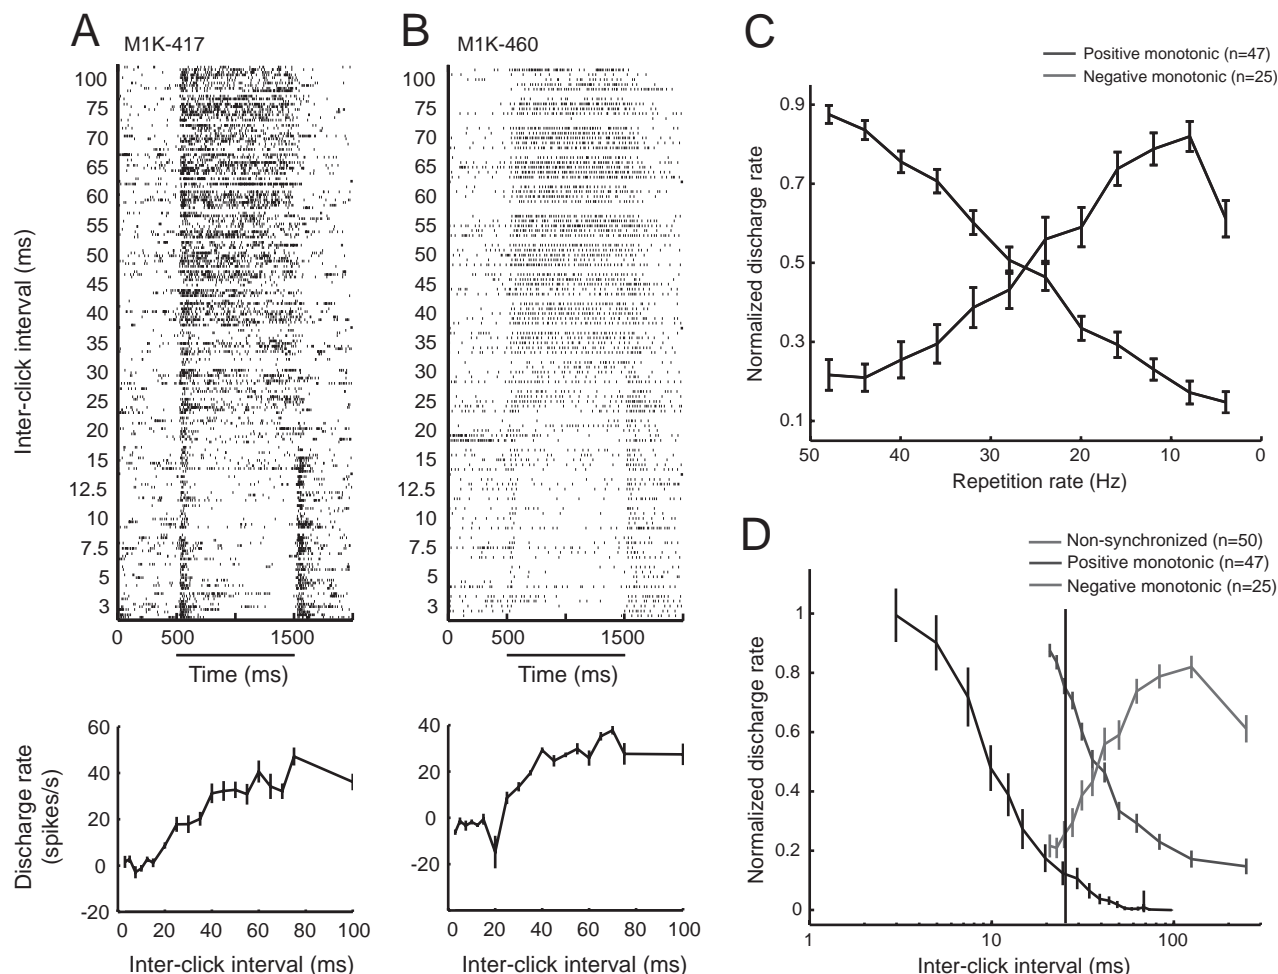 A
M1K-417
Inter-click interval (ms)
100
75
70
65
60
55
50
45
40
35
30
25
20
15
12.5
10
7.5
5
3
0
500
1500
Time (ms)
B
M1K-460
100
75
70
65
60
55
50
45
40
35
30
25
20
15
12.5
10
7.5
5
3
0
500
1500
Time (ms)
Discharge rate
(spikes/s)
60
40
20
0
-20
0 20 40 60 80 100
Inter-click interval (ms)
40
20
0
-20
0 20 40 60 80 100
Inter-click interval (ms)
C
Positive monotonic (n=47)
Negative monotonic (n=25)
Normalized discharge rate
0.9
0.7
0.5
0.3
0.1
50 40 30 20 10 0
Repetition rate (Hz)
D
Non-synchronized (n=50)
Positive monotonic (n=47)
Negative monotonic (n=25)
Normalized discharge rate
1
0.8
0.6
0.4
0.2
0
1 10 100
Inter-click interval (ms)